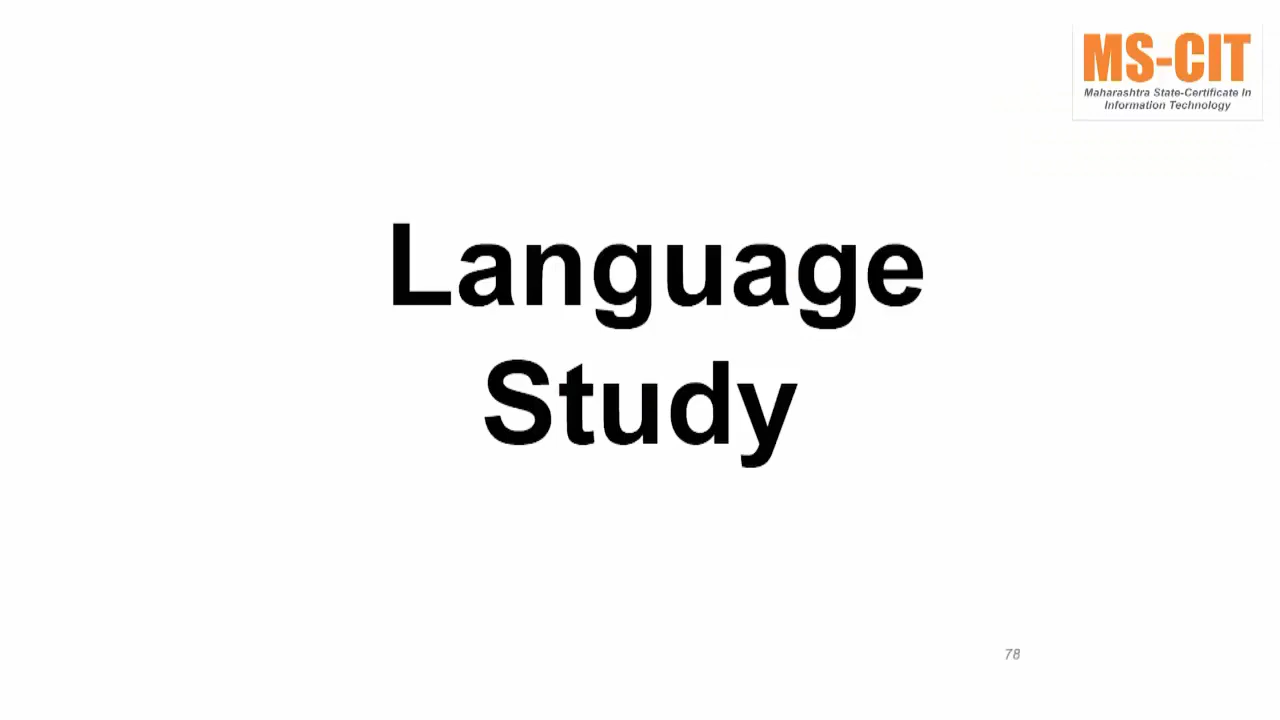 MS-CIT
Maharashtra State-Certificate In
Information Technology
Language
Study
78